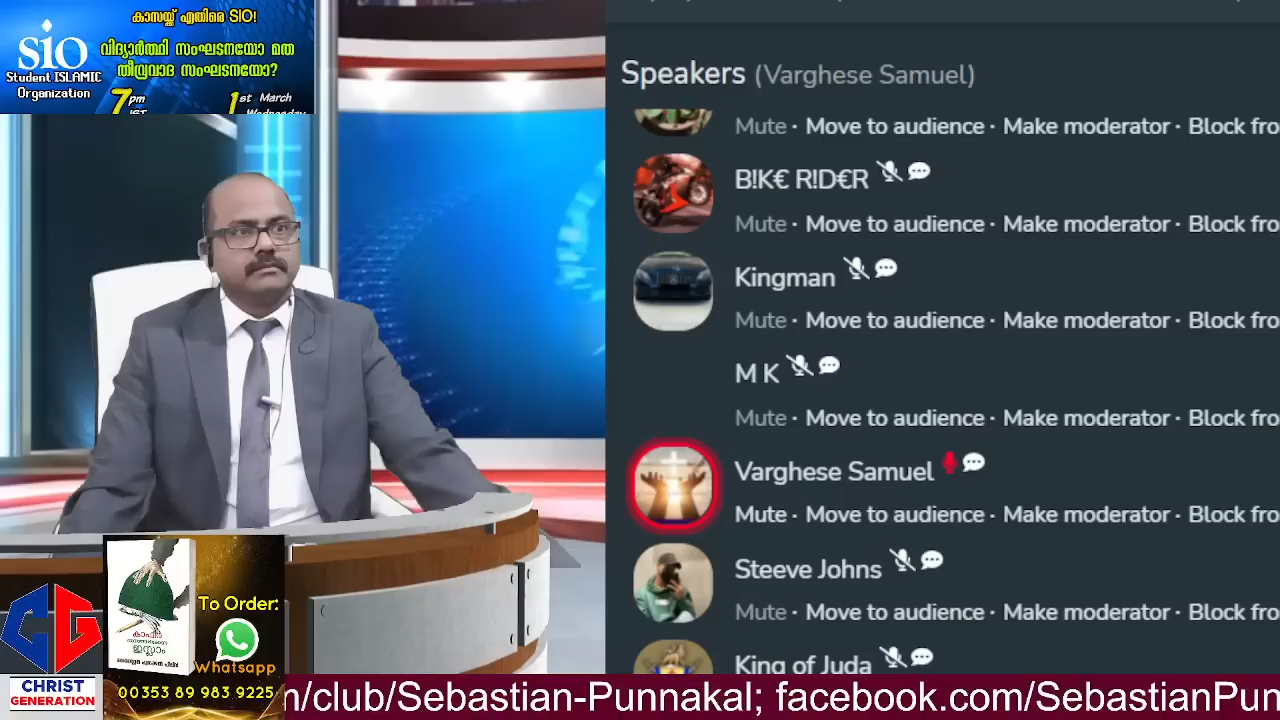 കാസയ്ക്ക് എതിരെ SIO!
sio
Student ISLAMIC
Organization
വിദ്യാർത്ഥി സംഘടനയോ മത
തീവ്രവാദ സംഘടനയോ?
7pm
IST
1st March
Wednesday
Speakers (Varghese Samuel)
Mute · Move to audience · Make moderator · Block fro
B!K€ R!D€R
Mute · Move to audience · Make moderator · Block fro
Kingman
Mute · Move to audience · Make moderator · Block fro
M K
Mute · Move to audience · Make moderator · Block fro
Varghese Samuel
Mute · Move to audience · Make moderator · Block fro
Steeve Johns
Mute · Move to audience · Make moderator · Block fro
King of Juda
CG
CHRIST
GENERATION
ഇസ്ലാം
To Order:
Whatsapp
00353 89 983 9225
n/club/Sebastian-Punnakal; facebook.com/SebastianPun